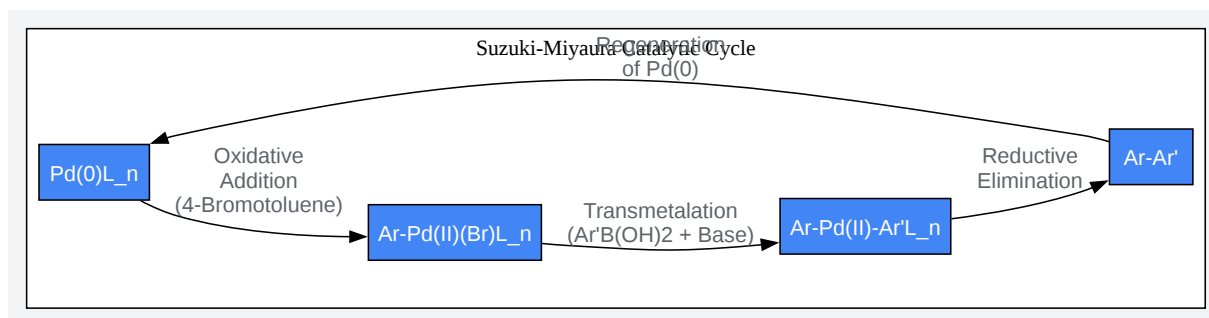 Suzuki-Miyaura Catalytic Cycle
Regeneration
of Pd(0)
Pd(0)L_n
Oxidative
Addition
(4-Bromotoluene)
Ar-Pd(II)(Br)L_n
Transmetalation
(Ar'B(OH)2 + Base)
Ar-Pd(II)-Ar'L_n
Reductive
Elimination
Ar-Ar'